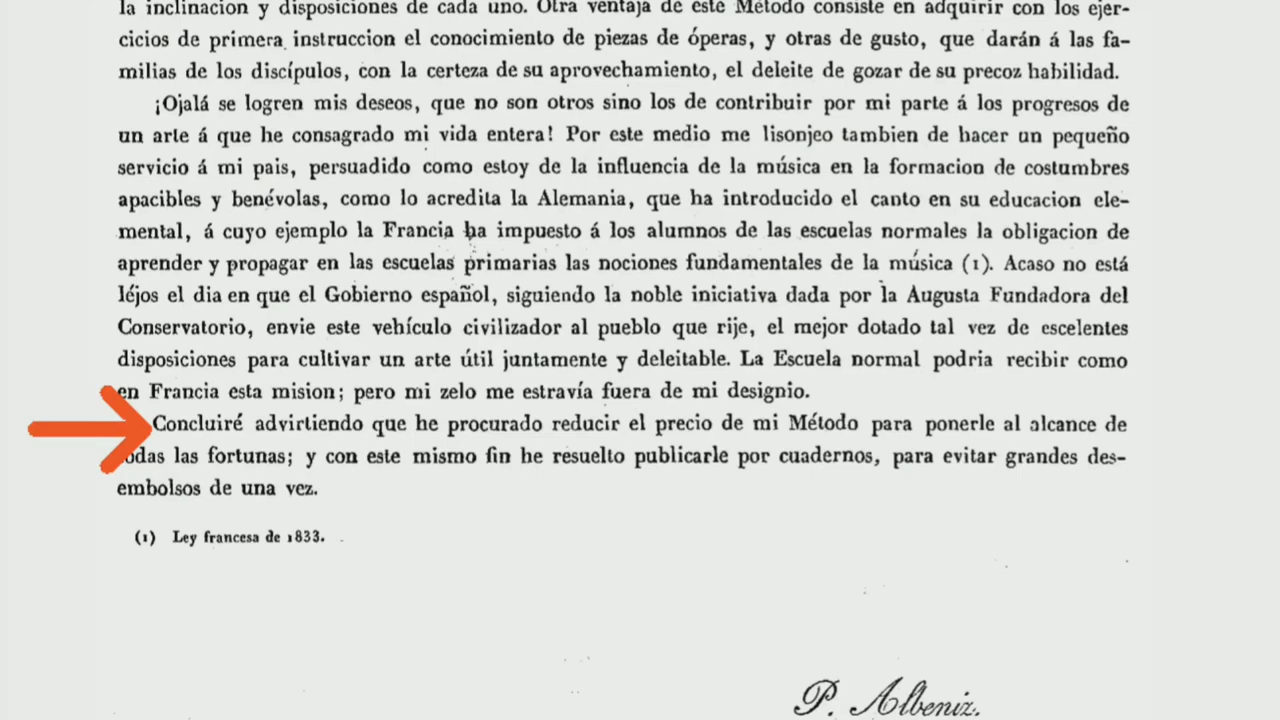 la inclinacion y disposiciones de cada uno. Otra ventaja de este Método consiste en adquirir con los ejer-
cicios de primera instruccion el conocimiento de piezas de óperas, y otras de gusto, que darán á las fa-
milias de los discípulos, con la certeza de su aprovechamiento, el deleite de gozar de su precoz habilidad.
¡Ojalá se logren mis deseos, que no son otros sino los de contribuir por mi parte á los progresos de
un arte á que he consagrado mi vida entera! Por este medio me lisonjeo tambien de hacer un pequeño
servicio á mi pais, persuadido como estoy de la influencia de la música en la formacion de costumbres
apacibles y benévolas, como lo acredita la Alemania, que ha introducido el canto en su educacion ele-
mental, á cuyo ejemplo la Francia ha impuesto á los alumnos de las escuelas normales la obligacion de
aprender y propagar en las escuelas primarias las nociones fundamentales de la música (1). Acaso no está
léjos el dia en que el Gobierno español, siguiendo la noble iniciativa dada por la Augusta Fundadora del
Conservatorio, envie este vehículo civilizador al pueblo que rije, el mejor dotado tal vez de escelentes
disposiciones para cultivar un arte útil juntamente y deleitable. La Escuela normal podria recibir como
en Francia esta mision; pero mi zelo me estravía fuera de mi designio.
Concluiré advirtiendo que he procurado reducir el precio de mi Método para ponerle al alcance de
todas las fortunas; y con este mismo fin he resuelto publicarle por cuadernos, para evitar grandes des-
embolsos de una vez.
(1) Ley francesa de 1833.
P. Albeniz.